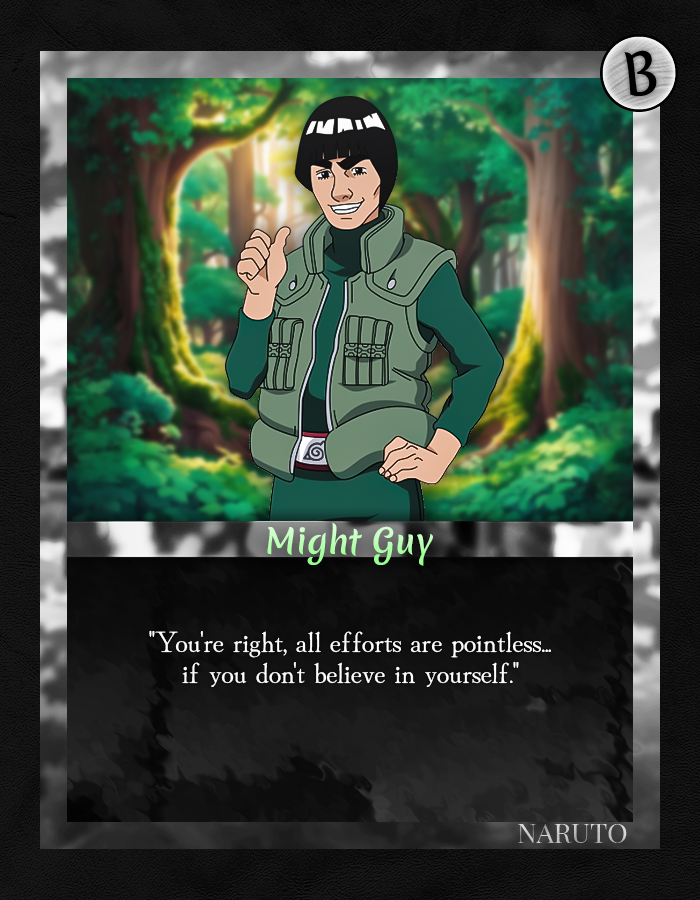 B
Might Guy
"You're right, all efforts are pointless...
if you don't believe in yourself."
NARUTO